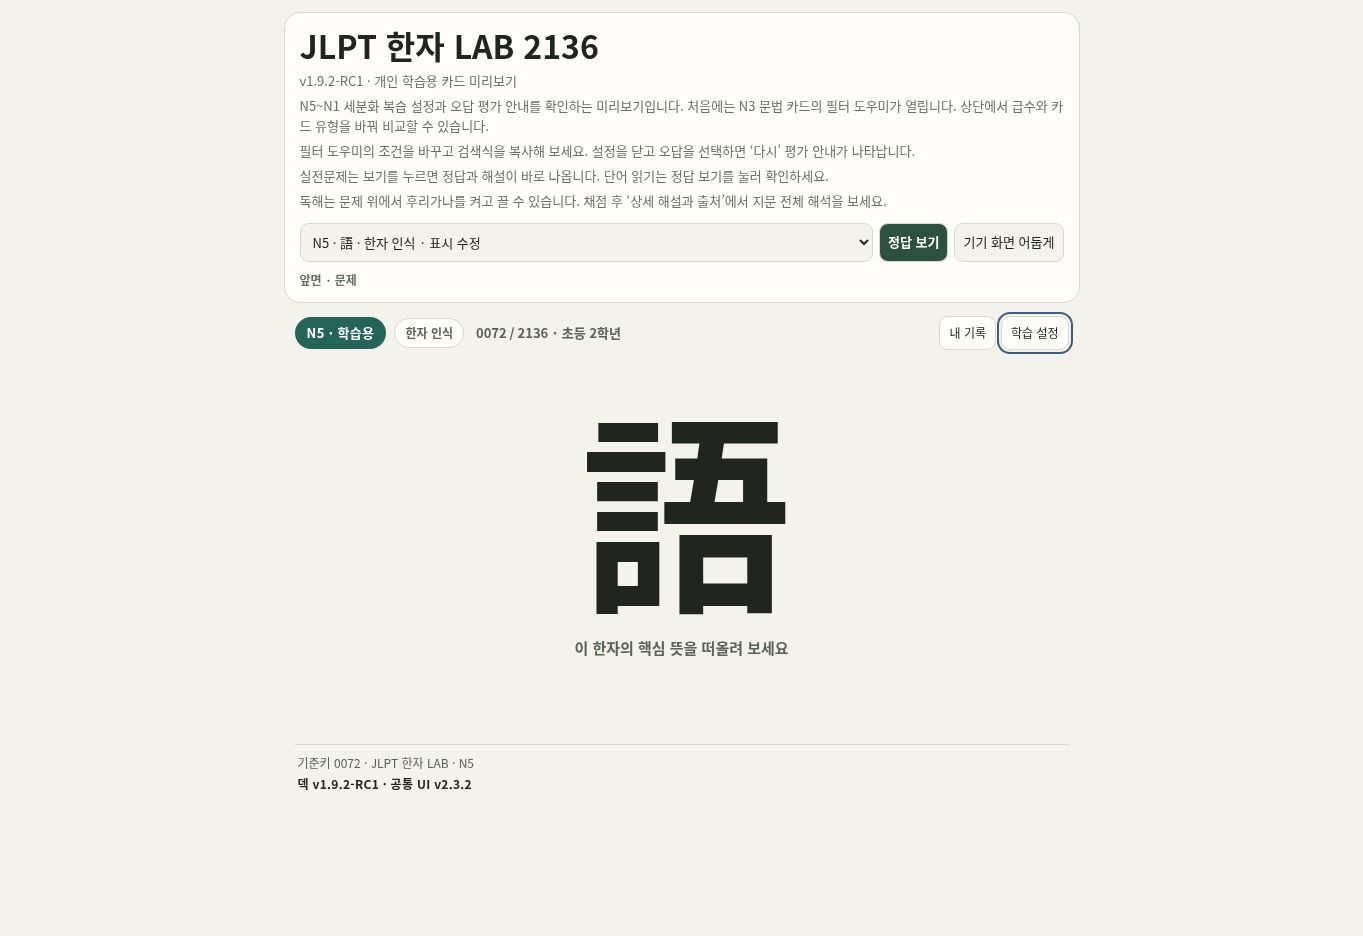 JLPT 한자 LAB 2136
v1.9.2-RC1 · 개인 학습용 카드 미리보기
N5~N1 세분화 복습 설정과 오답 평가 안내를 확인하는 미리보기입니다. 처음에는 N3 문법 카드의 필터 도우미가 열립니다. 상단에서 급수와 카
드 유형을 바꿔 비교할 수 있습니다.
필터 도우미의 조건을 바꾸고 검색식을 복사해 보세요. 설정을 닫고 오답을 선택하면 ‘다시’ 평가 안내가 나타납니다.
실전문제는 보기를 누르면 정답과 해설이 바로 나옵니다. 단어 읽기는 정답 보기를 눌러 확인하세요.
독해는 문제 위에서 후리가나를 켜고 끌 수 있습니다. 채점 후 ‘상세 해설과 출처’에서 지문 전체 해석을 보세요.
N5 · 語 · 한자 인식 · 표시 수정 정답 보기 기기 화면 어둡게
앞면 · 문제
N5 · 학습용 한자 인식 0072 / 2136 · 초등 2학년 내 기록 학습 설정
語
이 한자의 핵심 뜻을 떠올려 보세요
기준키 0072 · JLPT 한자 LAB · N5
덱 v1.9.2-RC1 · 공통 UI v2.3.2